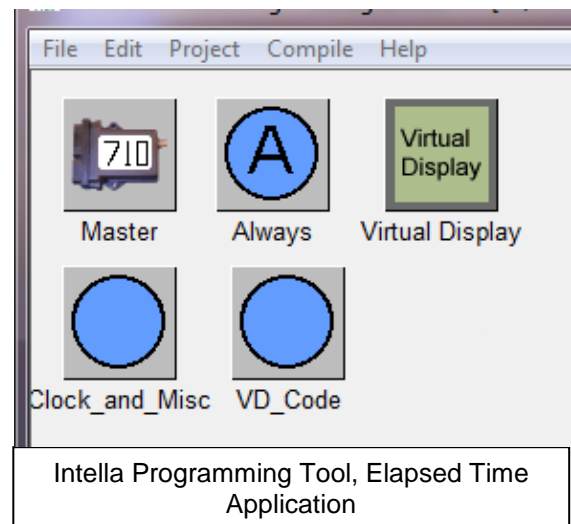 File Edit Project Compile Help
710
A
Virtual
Display
Master Always Virtual Display
Clock_and_Misc VD_Code
Intella Programming Tool, Elapsed Time
Application